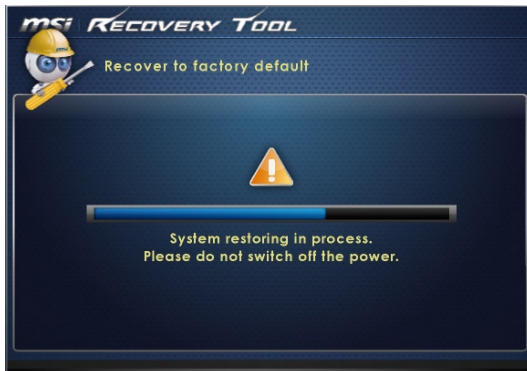 msi RECOVERY TOOL
Recover to factory default
System restoring in process.
Please do not switch off the power.